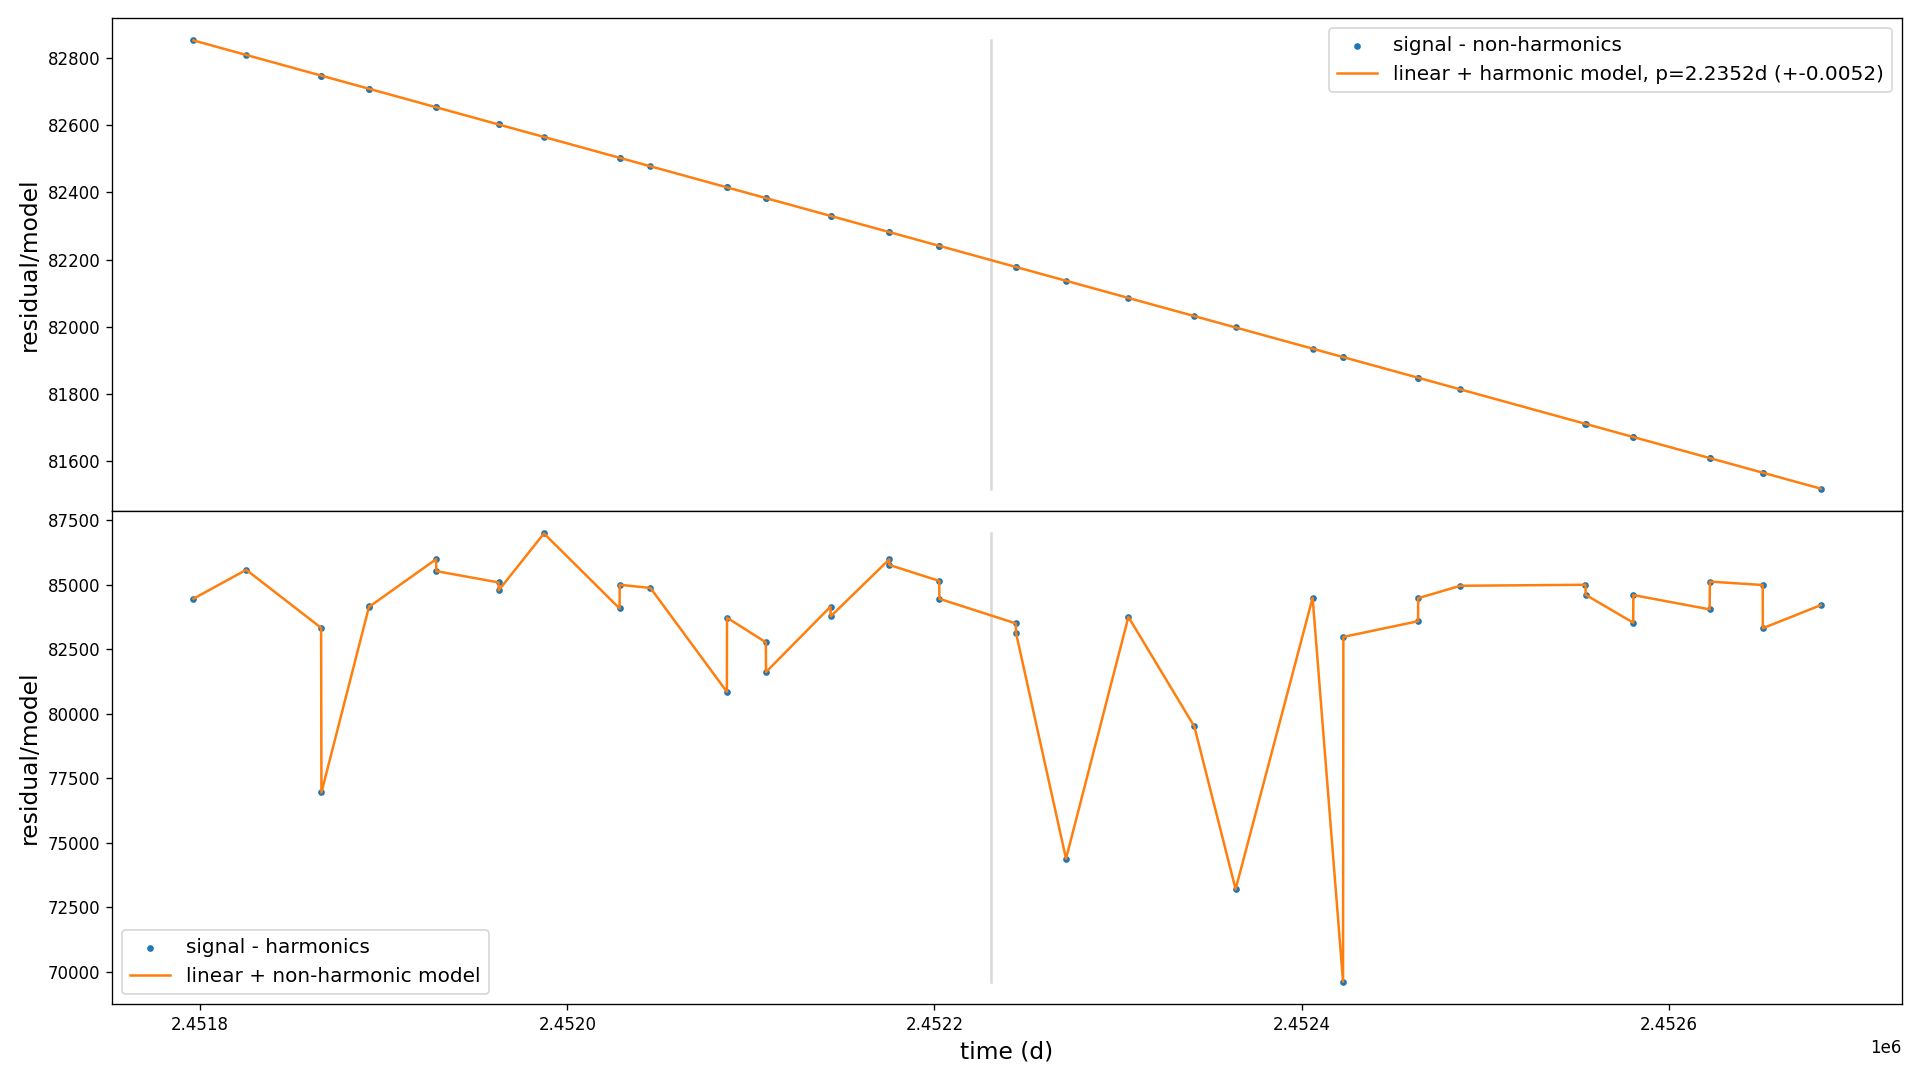 signal - non-harmonics
linear + harmonic model, p=2.2352d (+-0.0052)
residual/model
82800
82600
82400
82200
82000
81800
81600
residual/model
87500
85000
82500
80000
77500
75000
72500
70000
signal - harmonics
linear + non-harmonic model
2.4518
2.4520
2.4522
2.4524
2.4526
1e6
time (d)